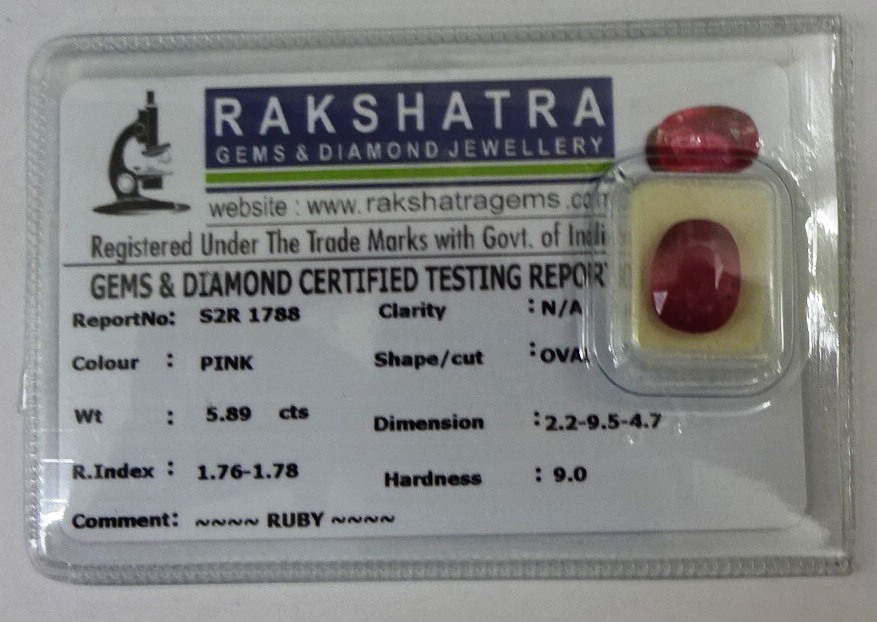 RAKSHATRA
GEMS & DIAMOND JEWELLERY
website : www.rakshatragems.com
Registered Under The Trade Marks with Govt. of Indi
GEMS & DIAMOND CERTIFIED TESTING REPORT
ReportNo: S2R 1788 Clarity : N/A
Colour : PINK Shape/cut : OVA
Wt : 5.89 cts Dimension : 2.2-9.5-4.7
R.Index : 1.76-1.78 Hardness : 9.0
Comment: ~~~~ RUBY ~~~~